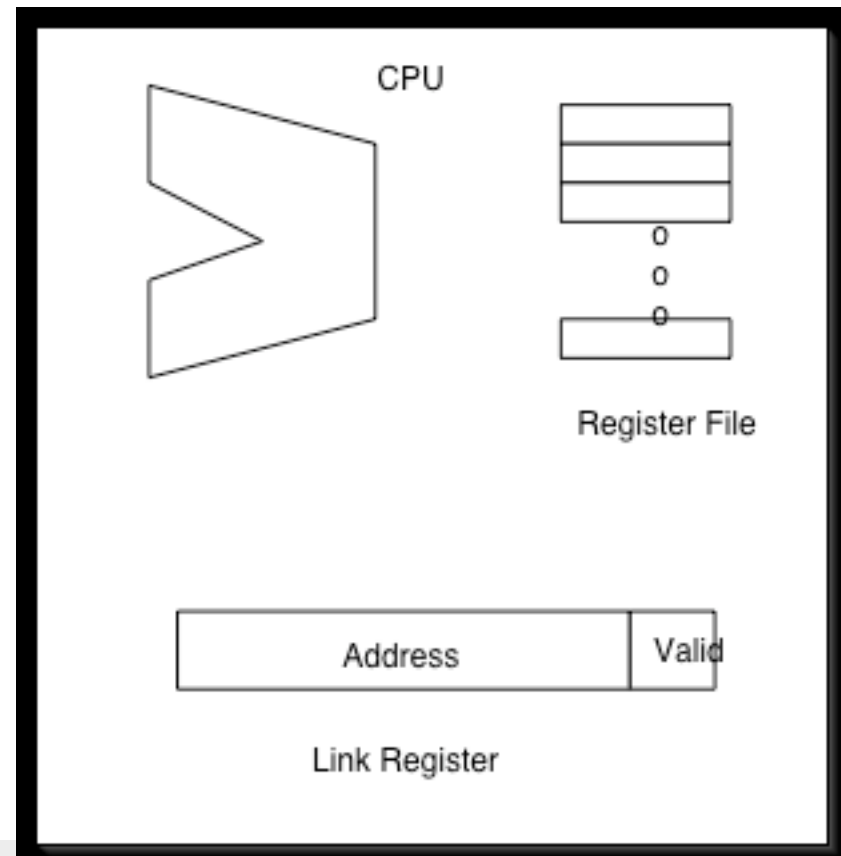 CPU
o
o
o
Register File
Address
Valid
Link Register